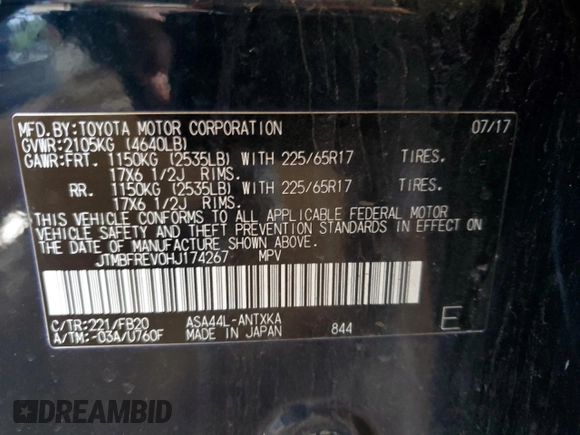 MFD.BY:TOYOTA MOTOR CORPORATION 07/17
GVWR:2105KG (4640LB)
GAWR:FRT. 1150KG (2535LB) WITH 225/65R17 TIRES.
17X6 1/2J RIMS.
RR. 1150KG (2535LB) WITH 225/65R17 TIRES.
17X6 1/2J RIMS.
THIS VEHICLE CONFORMS TO ALL APPLICABLE FEDERAL MOTOR
VEHICLE SAFETY AND THEFT PREVENTION STANDARDS IN EFFECT ON
THE DATE OF MANUFACTURE SHOWN ABOVE.
JTMBFREV0HJ174267 MPV
C/TR:221/FB20 ASA44L-ANTXKA E
A/TM:-03A/U760F MADE IN JAPAN 844
DREAMBID